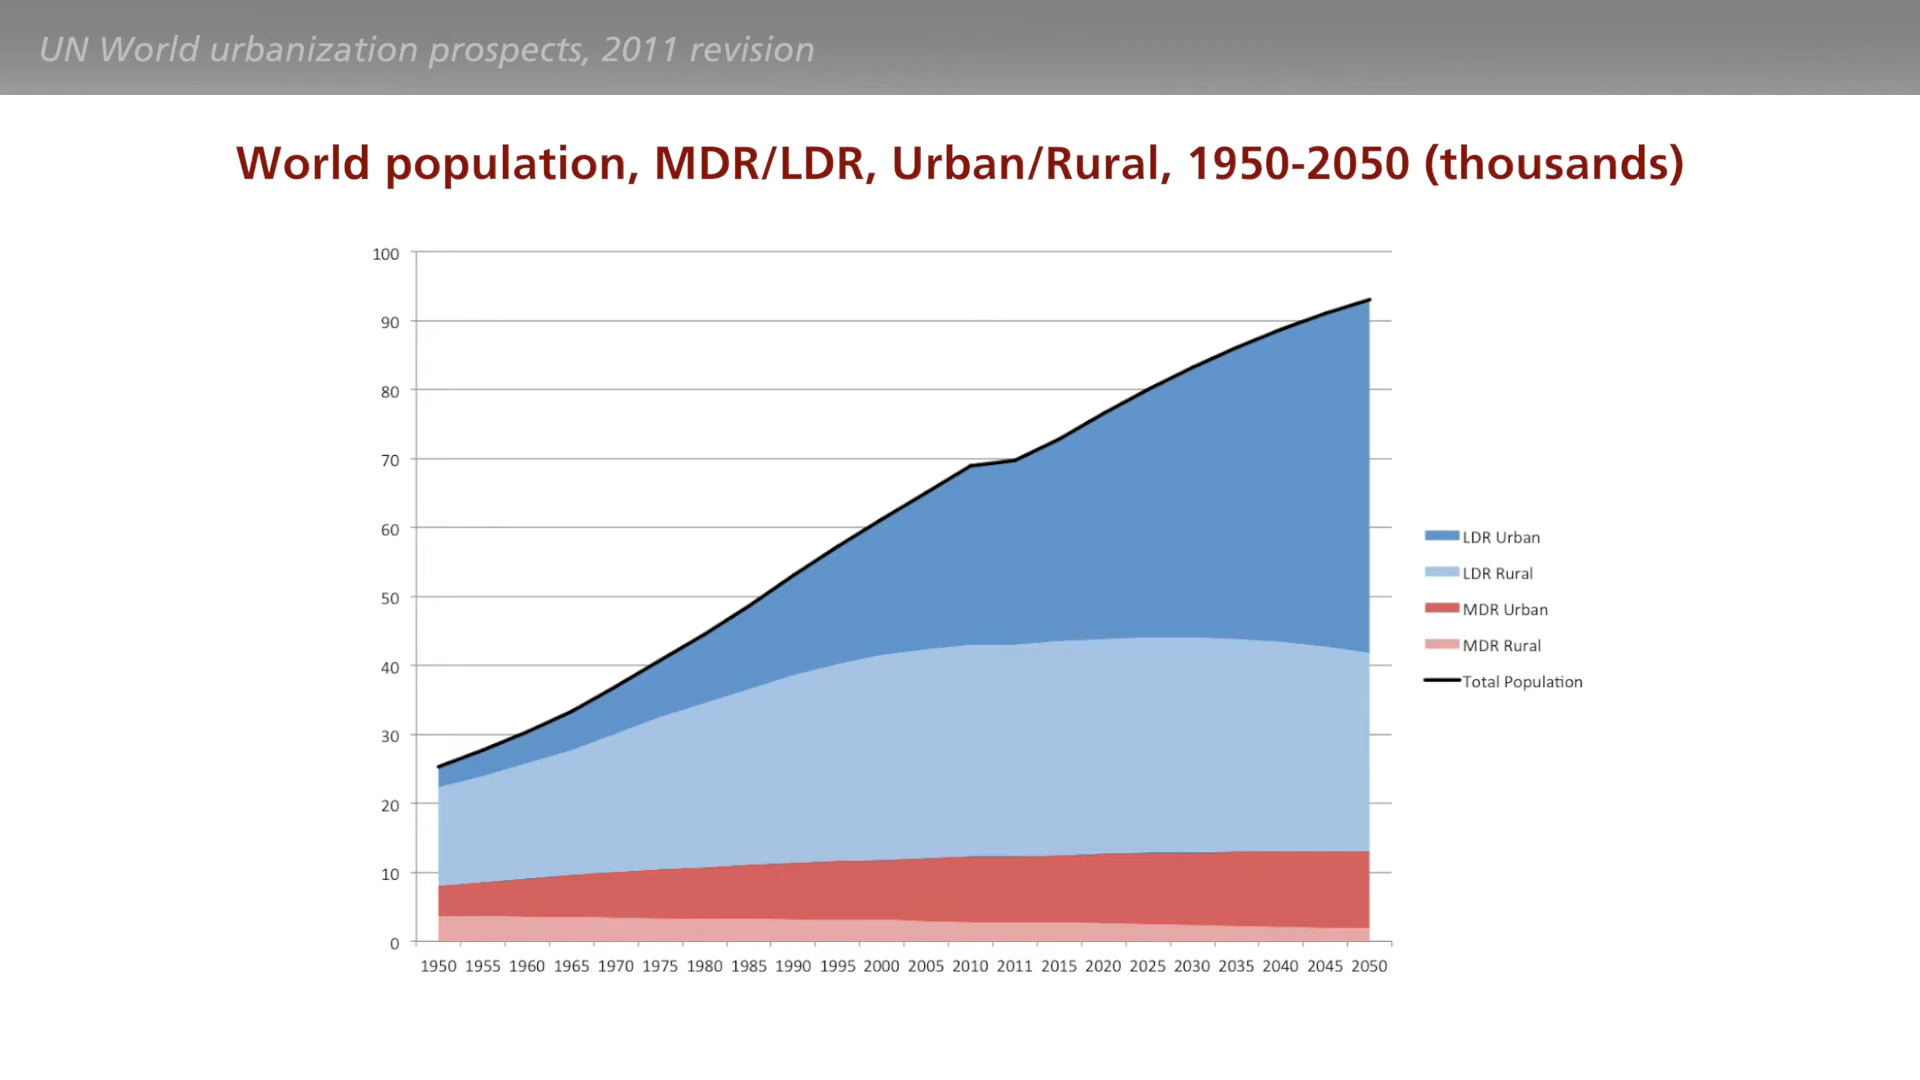 UN World urbanization prospects, 2011 revision
World population, MDR/LDR, Urban/Rural, 1950-2050 (thousands)
100
90
80
70
60
50
40
30
20
10
0
LDR Urban
LDR Rural
MDR Urban
MDR Rural
Total Population
1950 1955 1960 1965 1970 1975 1980 1985 1990 1995 2000 2005 2010 2011 2015 2020 2025 2030 2035 2040 2045 2050